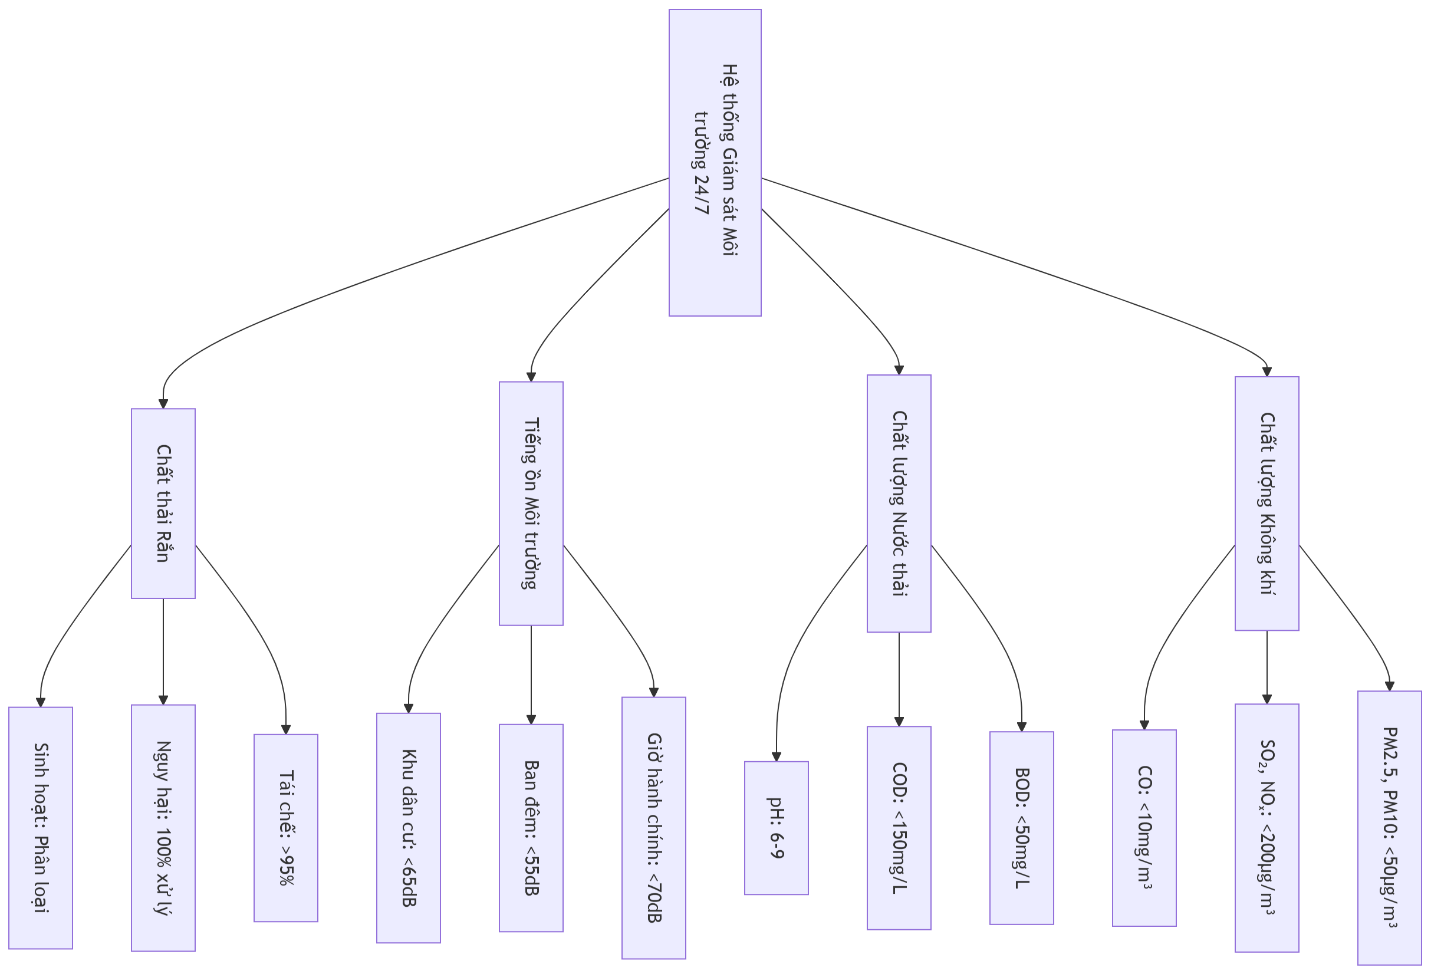 Hệ thống Giám sát Môi
trường 24/7
Chất thải Rắn
Tiếng ồn Môi trường
Chất lượng Nước thải
Chất lượng Không khí
Sinh hoạt: Phân loại
Nguy hại: 100% xử lý
Tái chế: >95%
Khu dân cư: <65dB
Ban đêm: <55dB
Giờ hành chính: <70dB
pH: 6-9
COD: <150mg/L
BOD: <50mg/L
CO: <10mg/m³
SO₂, NOₓ: <200μg/m³
PM2.5, PM10: <50μg/m³